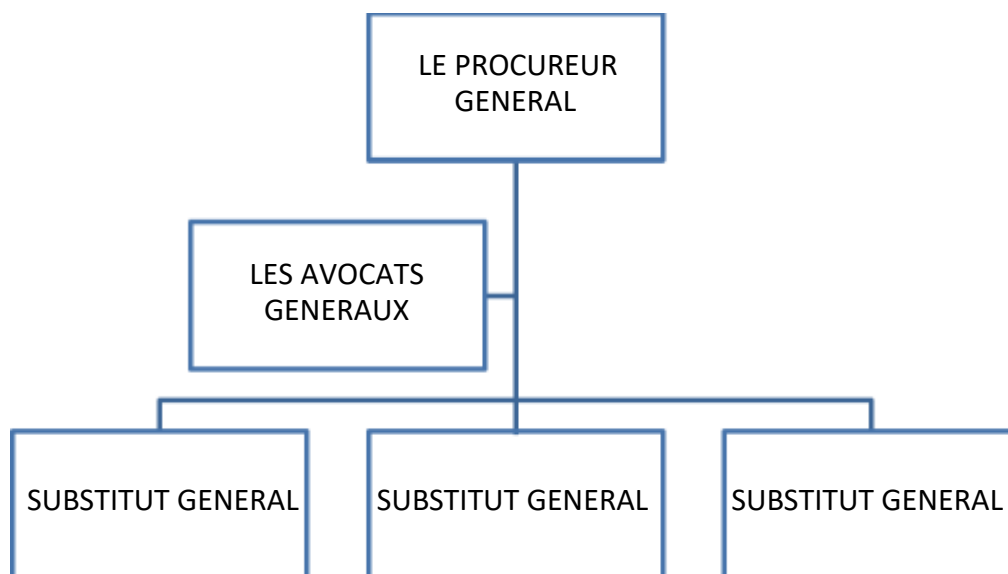 LE PROCUREUR
GENERAL
LES AVOCATS
GENERAUX
SUBSTITUT GENERAL
SUBSTITUT GENERAL
SUBSTITUT GENERAL